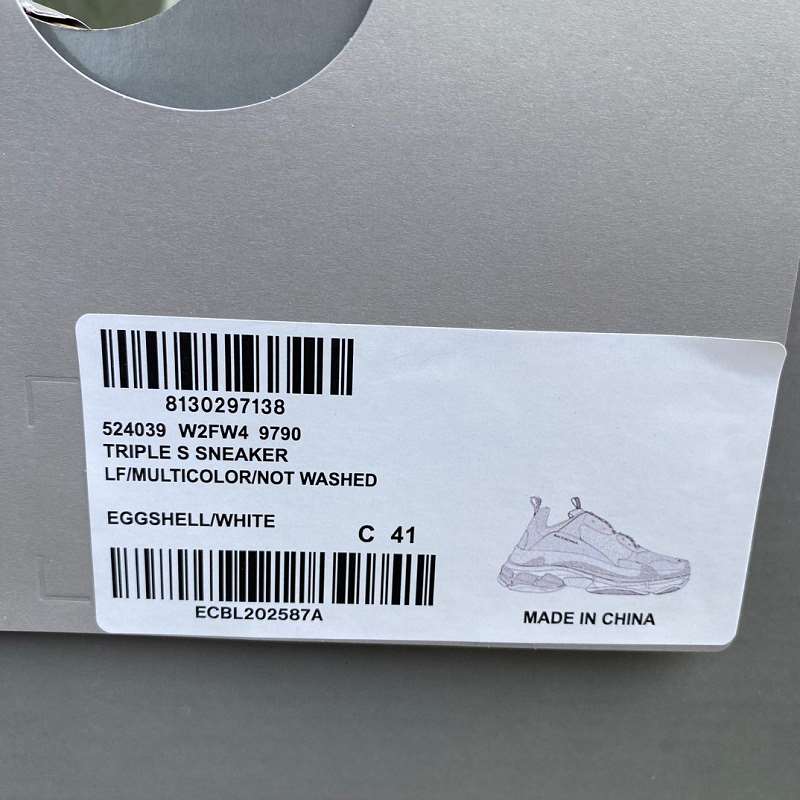 8130297138
524039 W2FW4 9790
TRIPLE S SNEAKER
LF/MULTICOLOR/NOT WASHED
EGGSHELL/WHITE
C 41
ECBL202587A
MADE IN CHINA